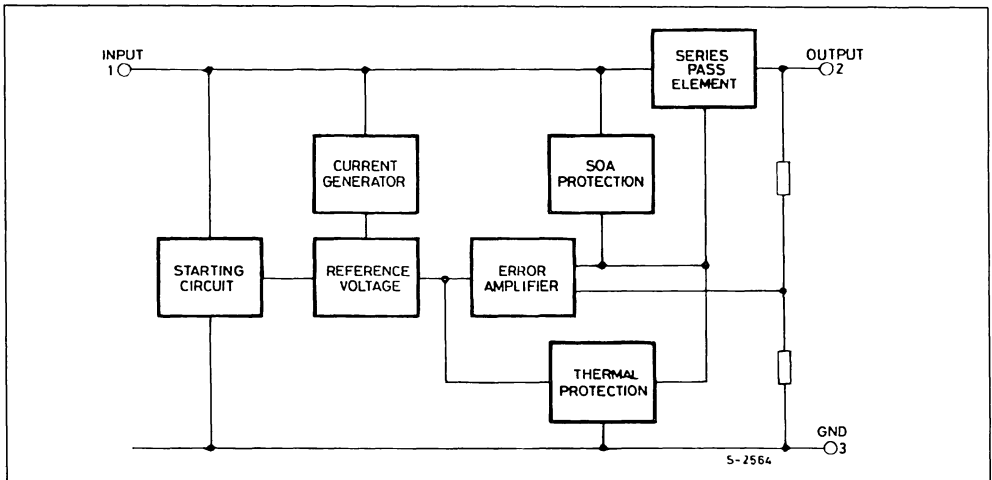 INPUT
1
SERIES
PASS
ELEMENT
OUTPUT
2
CURRENT
GENERATOR
SOA
PROTECTION
STARTING
CIRCUIT
REFERENCE
VOLTAGE
ERROR
AMPLIFIER
THERMAL
PROTECTION
GND
3
S-2564